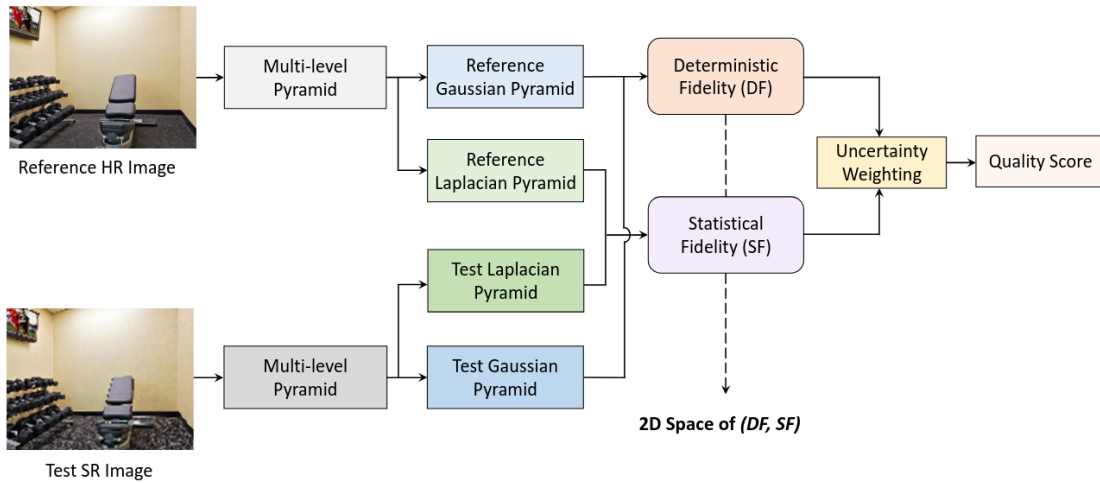 Reference HR Image
Multi-level
Pyramid
Reference
Gaussian Pyramid
Reference
Laplacian Pyramid
Deterministic
Fidelity (DF)
Statistical
Fidelity (SF)
Uncertainty
Weighting
Quality Score
Test Laplacian
Pyramid
Multi-level
Pyramid
Test Gaussian
Pyramid
2D Space of (DF, SF)
Test SR Image